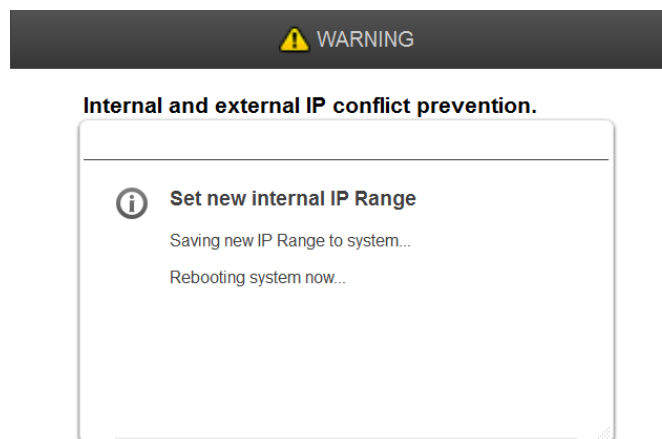 WARNING
Internal and external IP conflict prevention.
Set new internal IP Range
Saving new IP Range to system...
Rebooting system now...